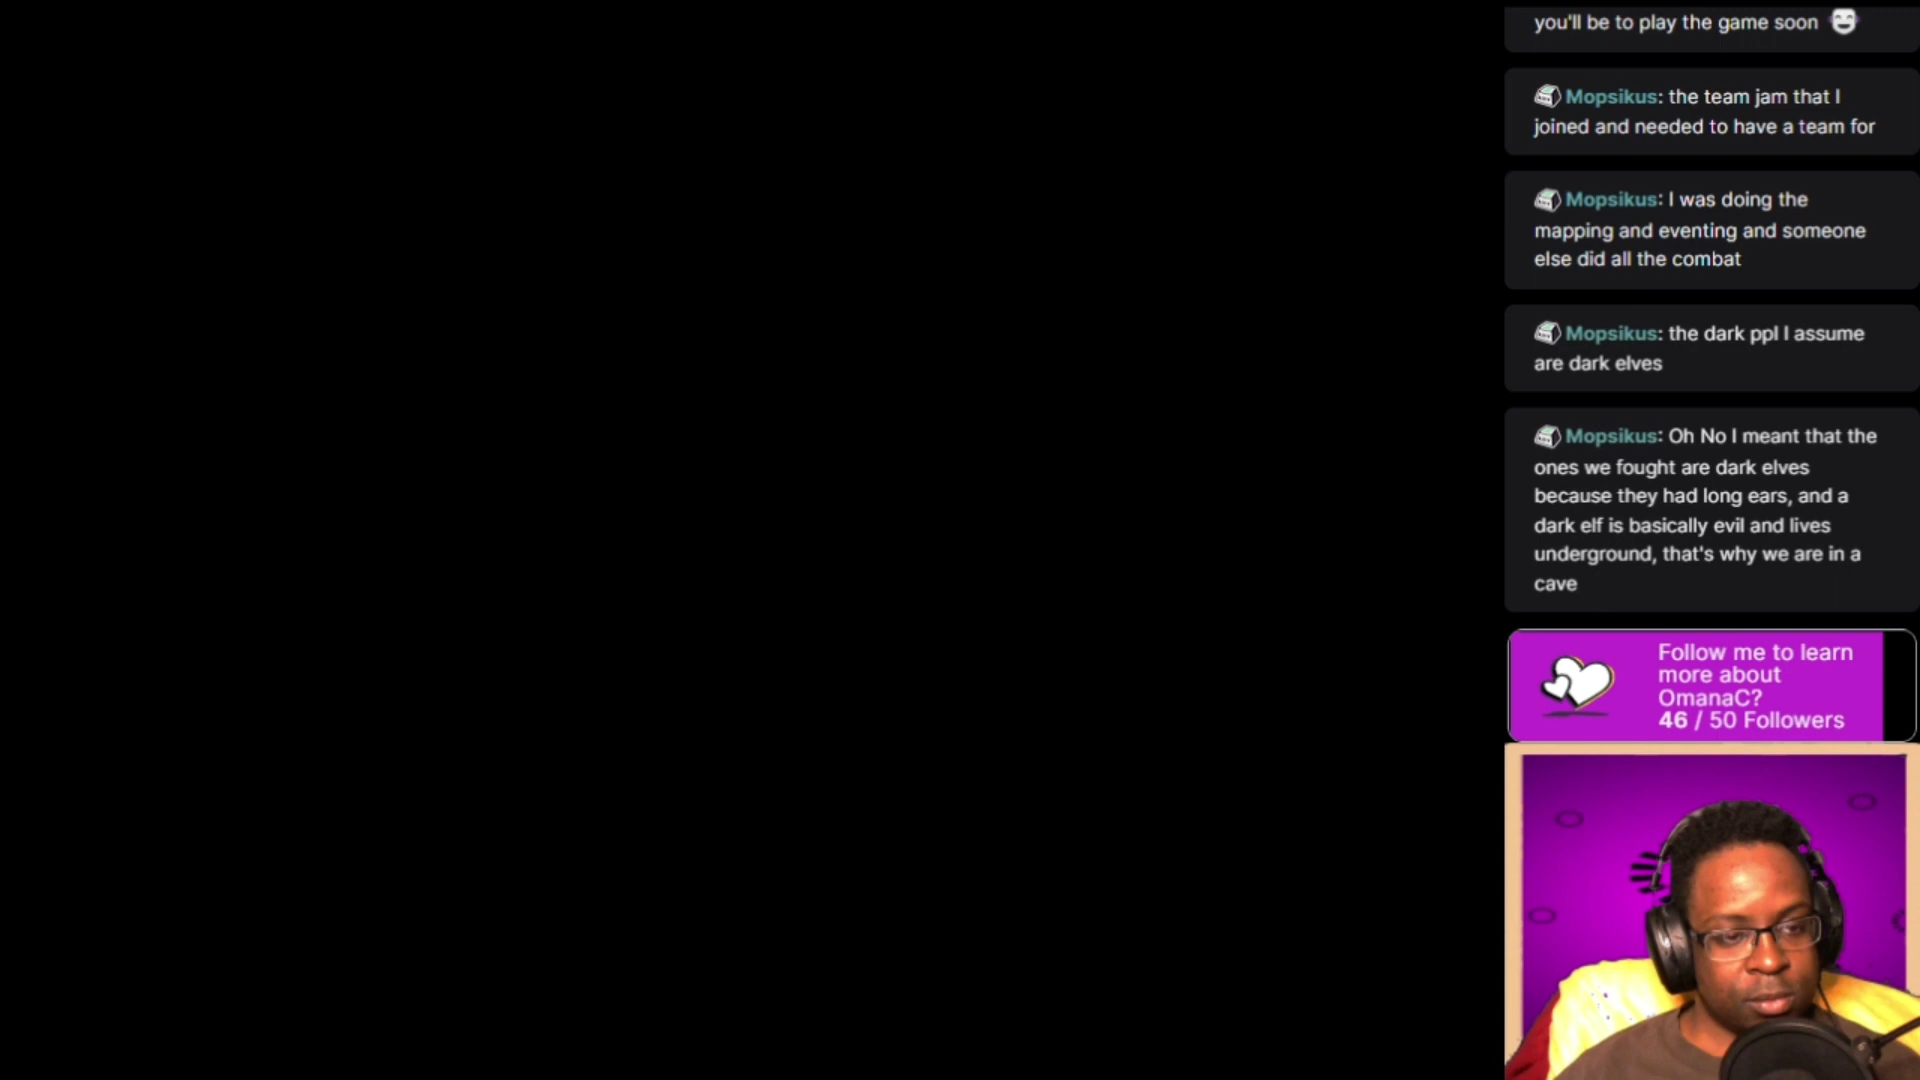 you'll be to play the game soon
Mopsikus: the team jam that I
joined and needed to have a team for
Mopsikus: I was doing the
mapping and eventing and someone
else did all the combat
Mopsikus: the dark ppl I assume
are dark elves
Mopsikus: Oh No I meant that the
ones we fought are dark elves
because they had long ears, and a
dark elf is basically evil and lives
underground, that's why we are in a
cave
Follow me to learn
more about
OmanaC?
46 / 50 Followers